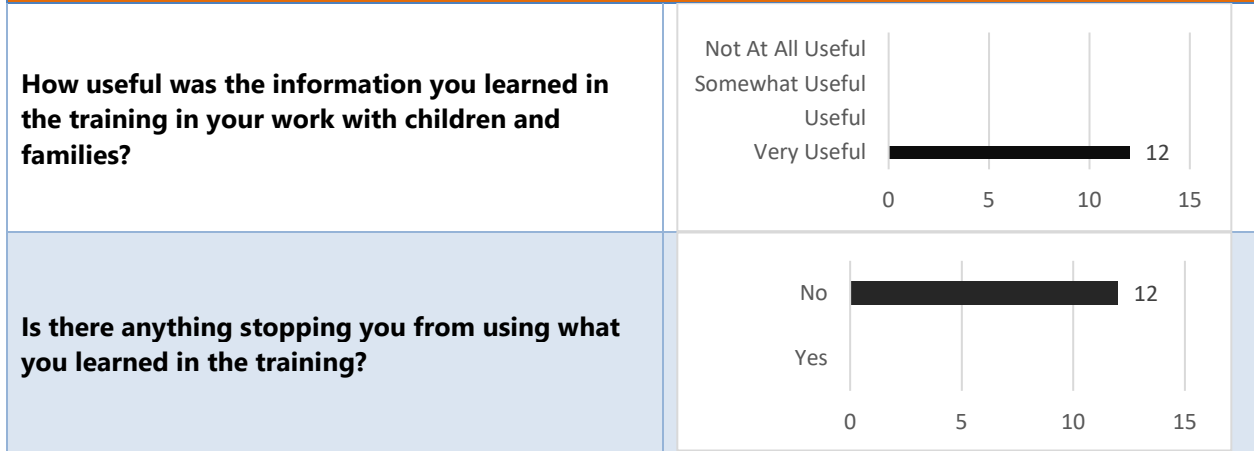 How useful was the information you learned in
the training in your work with children and
families?
Not At All Useful
Somewhat Useful
Useful
Very Useful
12
0 5 10 15
Is there anything stopping you from using what
you learned in the training?
No
12
Yes
0 5 10 15